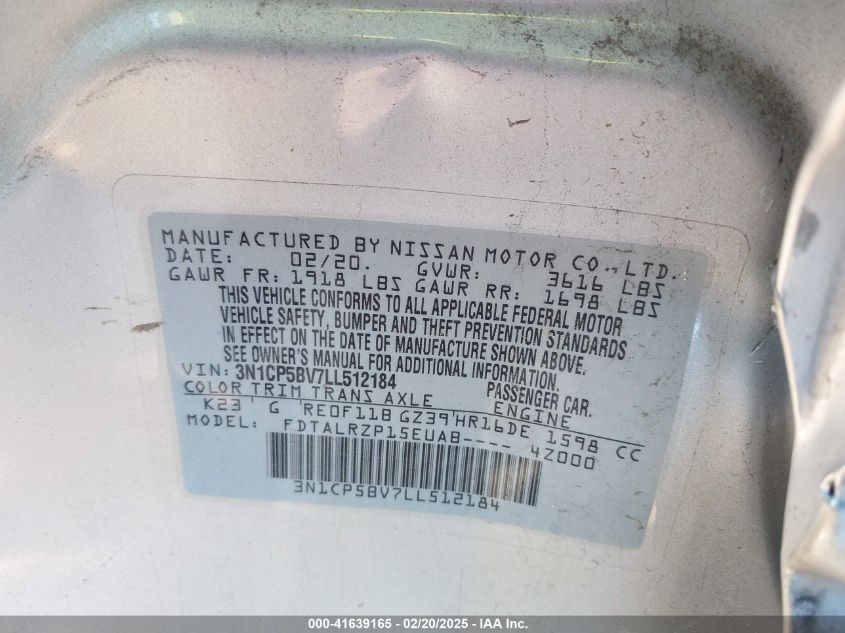 MANUFACTURED BY NISSAN MOTOR CO., LTD.
DATE: 02/20. GVWR: 3616 LBS
GAWR FR: 1918 LBS GAWR RR: 1698 LBS
THIS VEHICLE CONFORMS TO ALL APPLICABLE FEDERAL MOTOR
VEHICLE SAFETY, BUMPER AND THEFT PREVENTION STANDARDS
IN EFFECT ON THE DATE OF MANUFACTURE SHOWN ABOVE.
SEE OWNER'S MANUAL FOR ADDITIONAL INFORMATION.
VIN: 3N1CP5BV7LL512184 PASSENGER CAR.
COLOR TRIM TRANS AXLE ENGINE
K23 ' G ' RE0F11B GZ39'HR16DE 1598 CC
MODEL: FDTALRZP15EUAB---- 4Z000
3N1CP5BV7LL512184
000-41639165 - 02/20/2025 - IAA Inc.